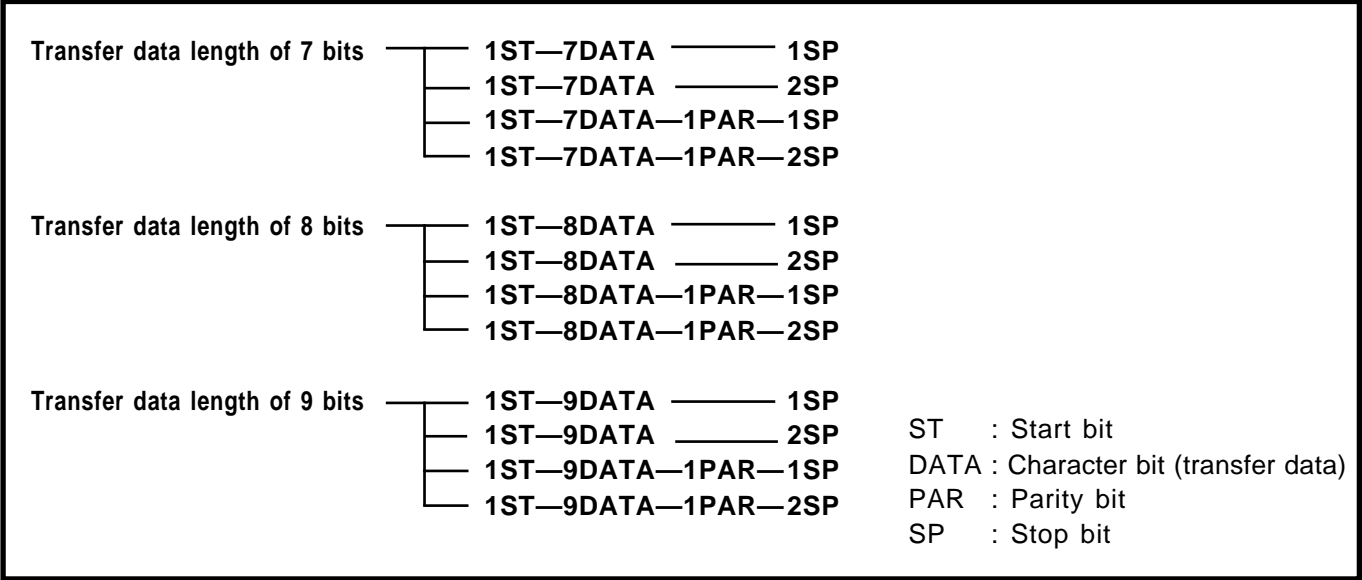 Transfer data length of 7 bits 1ST—7DATA 1SP
1ST—7DATA 2SP
1ST—7DATA—1PAR—1SP
1ST—7DATA—1PAR—2SP
Transfer data length of 8 bits 1ST—8DATA 1SP
1ST—8DATA 2SP
1ST—8DATA—1PAR—1SP
1ST—8DATA—1PAR—2SP
Transfer data length of 9 bits 1ST—9DATA 1SP
1ST—9DATA 2SP
1ST—9DATA—1PAR—1SP
1ST—9DATA—1PAR—2SP
ST : Start bit
DATA : Character bit (transfer data)
PAR : Parity bit
SP : Stop bit